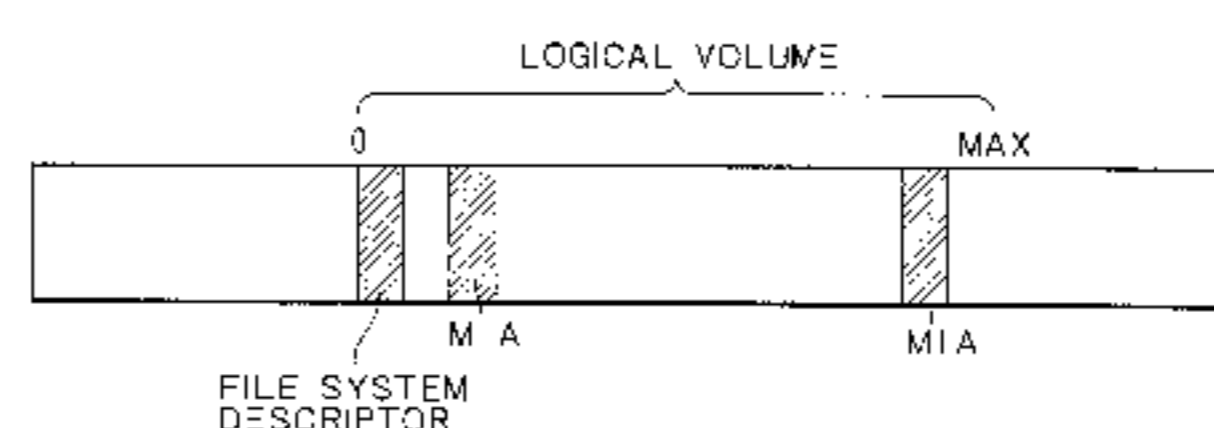 LOGICAL VOLUME
0
MAX
M A
MIA
FILE SYSTEM
DESCRIPTOR